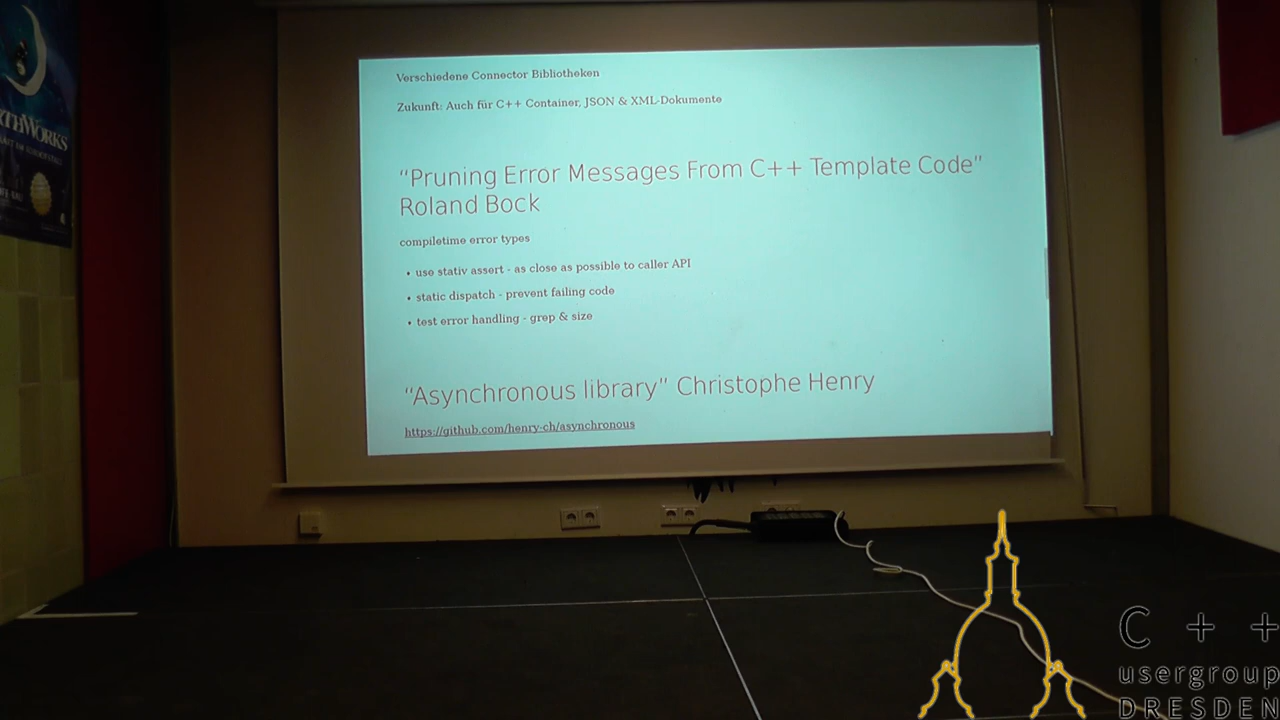 Verschiedene Connector Bibliotheken
Zukunft: Auch für C++ Container, JSON & XML-Dokumente
“Pruning Error Messages From C++ Template Code”
Roland Bock
compiletime error types
• use stativ assert - as close as possible to caller API
• static dispatch - prevent failing code
• test error handling - grep & size
“Asynchronous library” Christophe Henry
https://github.com/henry-ch/asynchronous
C + +
usergroup
DRESDEN